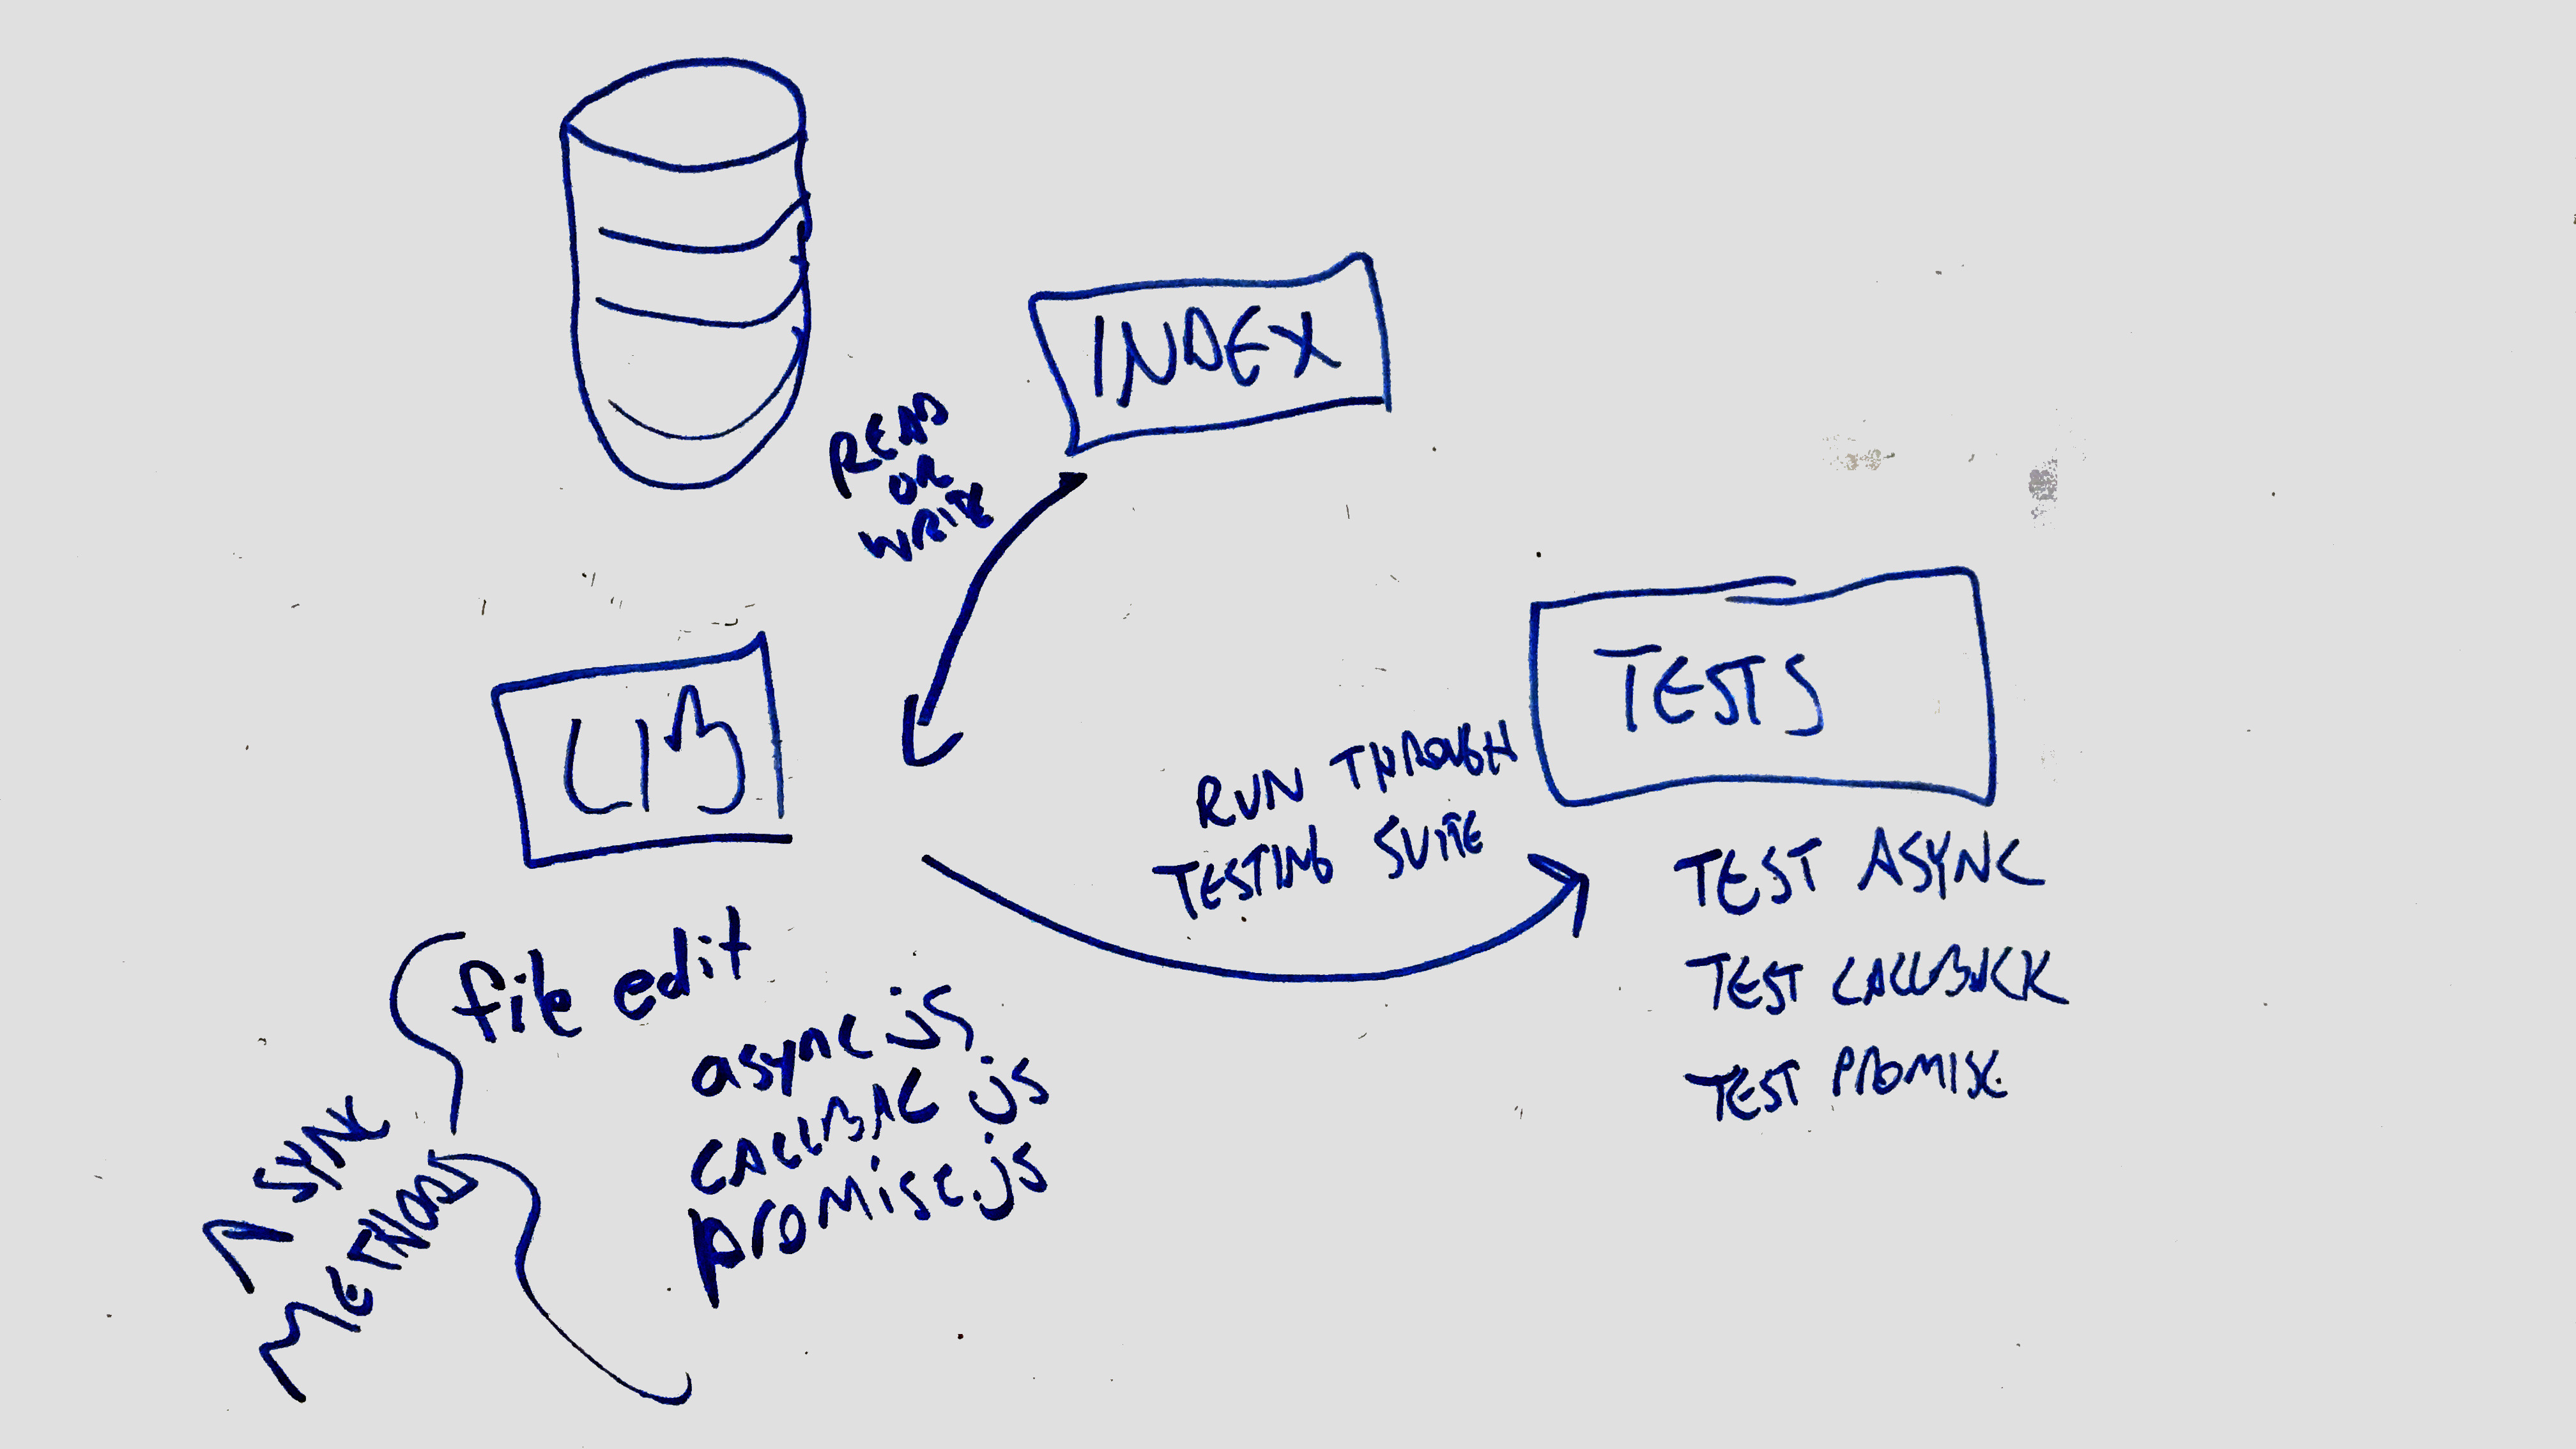 INDEX
READ
OR
WRITE
LIB
TESTS
RUN THROUGH
TESTING SUITE
TEST ASYNC
TEST CALLBACK
TEST PROMISE
file edit
async.js
CALLBAC.js
promise.js
ASYNC
METHODS